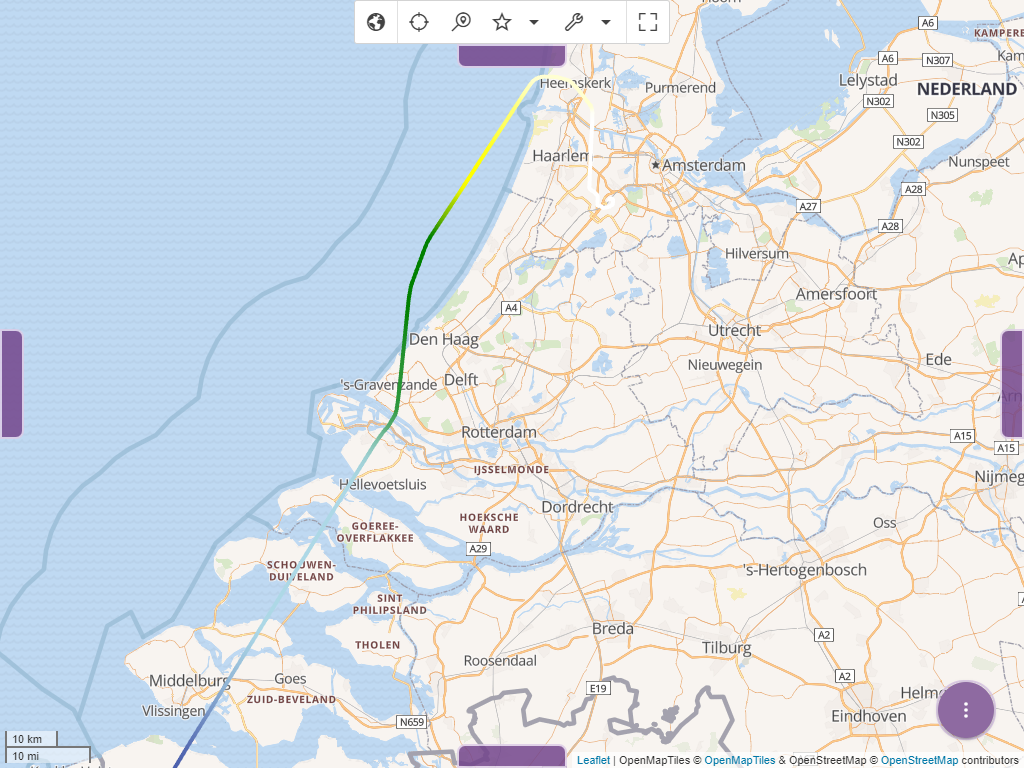 A6
KAMPERE
A6
N307
Kam
Heemskerk
Purmerend
Lelystad
NEDERLAND
N302
N305
N302
Haarlem
Amsterdam
Nunspeet
A28
A27
A28
Hilversum
Ap
Amersfoort
A4
Utrecht
Den Haag
Ede
Nieuwegein
's-Gravenzande
Delft
Rotterdam
A15
A15
IJSSELMONDE
Nijmeg
Hellevoetsluis
Dordrecht
GOEREE-
OVERFLAKKEE
HOEKSCHE
WAARD
Oss
A29
SCHOUWEN-
DUIVELAND
's-Hertogenbosch
SINT
PHILIPSLAND
Breda
A2
THOLEN
Tilburg
Roosendaal
Middelburg
Goes
A2
E19
Helm
ZUID-BEVELAND
Vlissingen
N659
Eindhoven
10 km
10 mi
Leaflet | OpenMapTiles © OpenMapTiles & OpenStreetMap © OpenStreetMap contributors